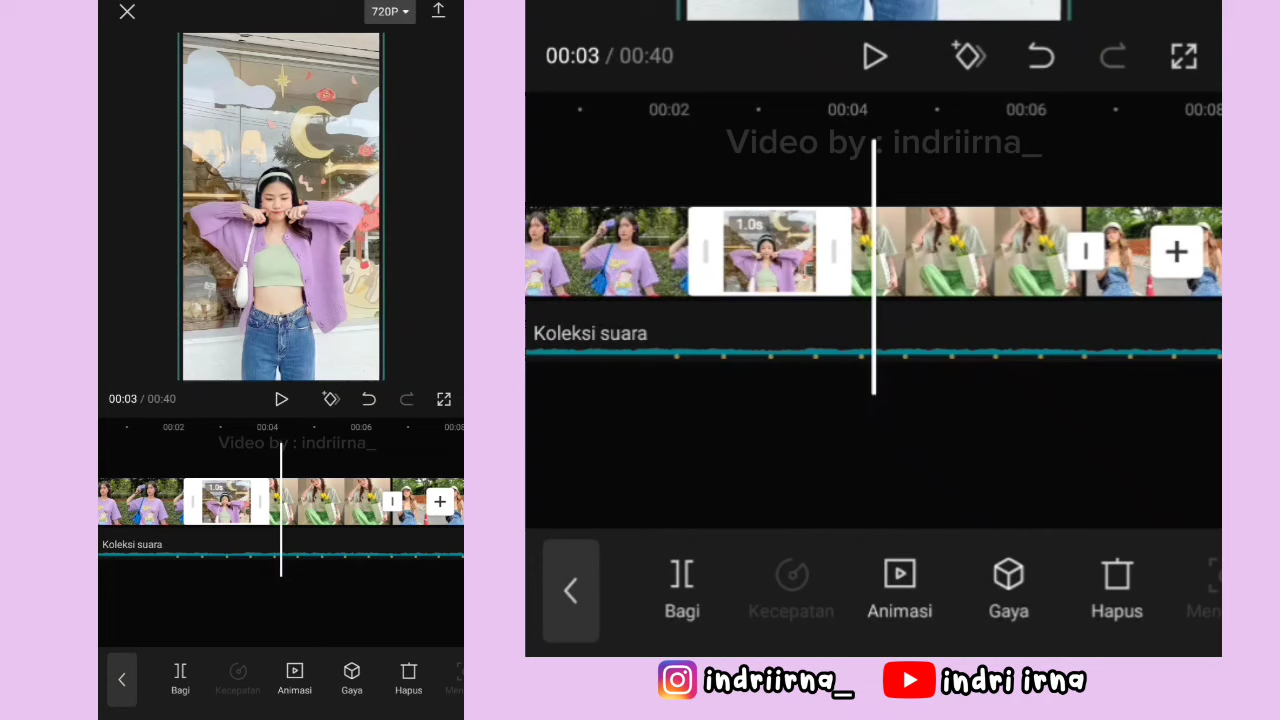 720P
00:03 / 00:40
00:02 00:04 00:06 00:08
Video by : indriirna_
1.0s
Koleksi suara
Bagi Kecepatan Animasi Gaya Hapus
00:03 / 00:40
00:02 00:04 00:06 00:08
Video by : indriirna_
1.0s
Koleksi suara
Bagi Kecepatan Animasi Gaya Hapus
indriirna_ indri irna